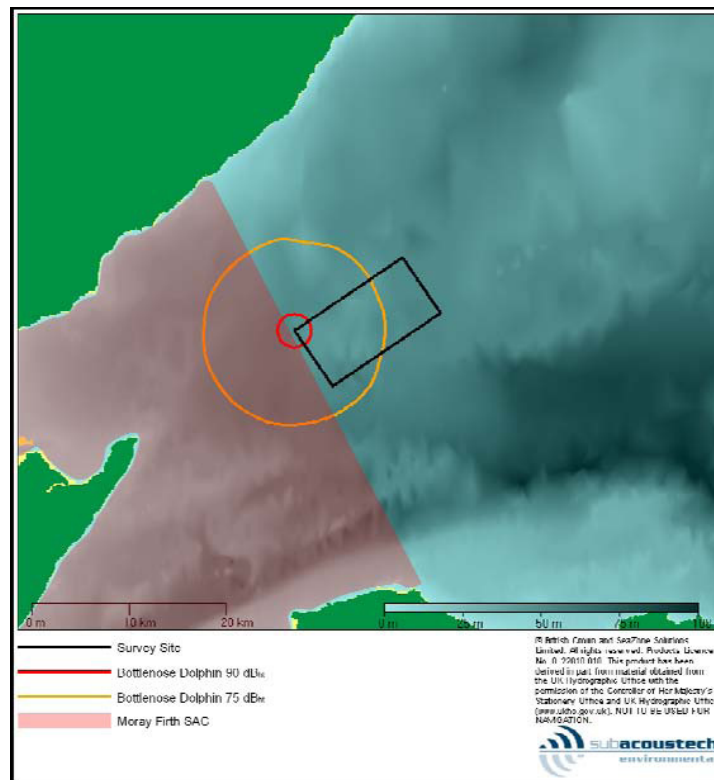 0 m 10 km 20 km
0 m 25 m 50 m 75 m 100
Survey Site
Bottlenose Dolphin 90 dBht
Bottlenose Dolphin 75 dBht
Moray Firth SAC
© British Crown and SeaZone Solutions
Limited. All rights reserved. Products Licence
No. 0 22010 010 This product has been
derived in part from material obtained from
the UK Hydrographic Office with the
permission of the Controller of Her Majesty's
Stationery Office and UK Hydrographic Office
(www.ukho.gov.uk). NOT TO BE USED FOR
NAVIGATION.
subacoustech
environmental